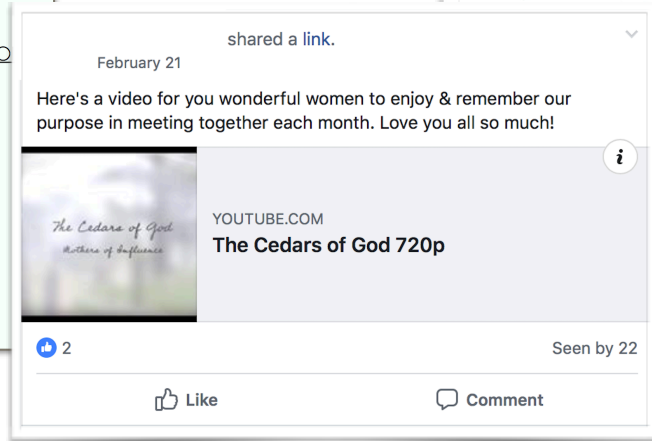 shared a link.
February 21
Here's a video for you wonderful women to enjoy & remember our
purpose in meeting together each month. Love you all so much!
i
The Cedars of God
Mothers of Influence
YOUTUBE.COM
The Cedars of God 720p
2
Seen by 22
Like
Comment